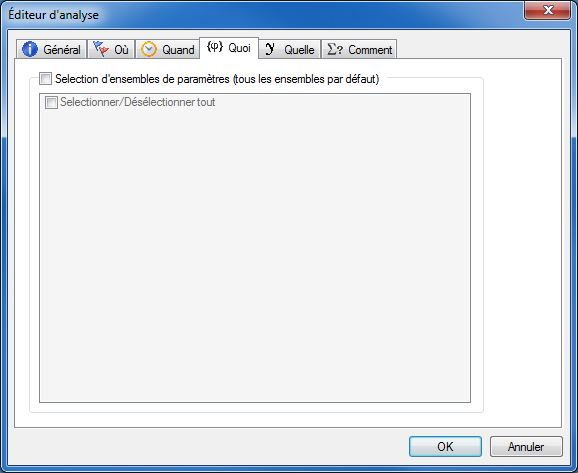 Éditeur d'analyse
Général Où Quand {φ} Quoi y Quelle Σ? Comment
Selection d'ensembles de paramètres (tous les ensembles par défaut)
Selectionner/Désélectionner tout
OK Annuler